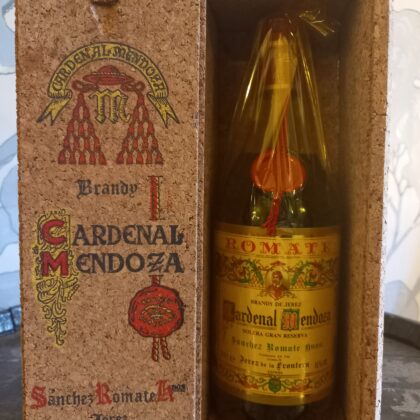 CARDENAL MENDOZA
M
Brandy
CARDENAL
MENDOZA
CM
Sánchez Romate Hnos
Jerez
ROMATE
BRANDY DE JEREZ
Cardenal Mendoza
SOLERA GRAN RESERVA
Sánchez Romate Hnos.
Jerez de la Frontera